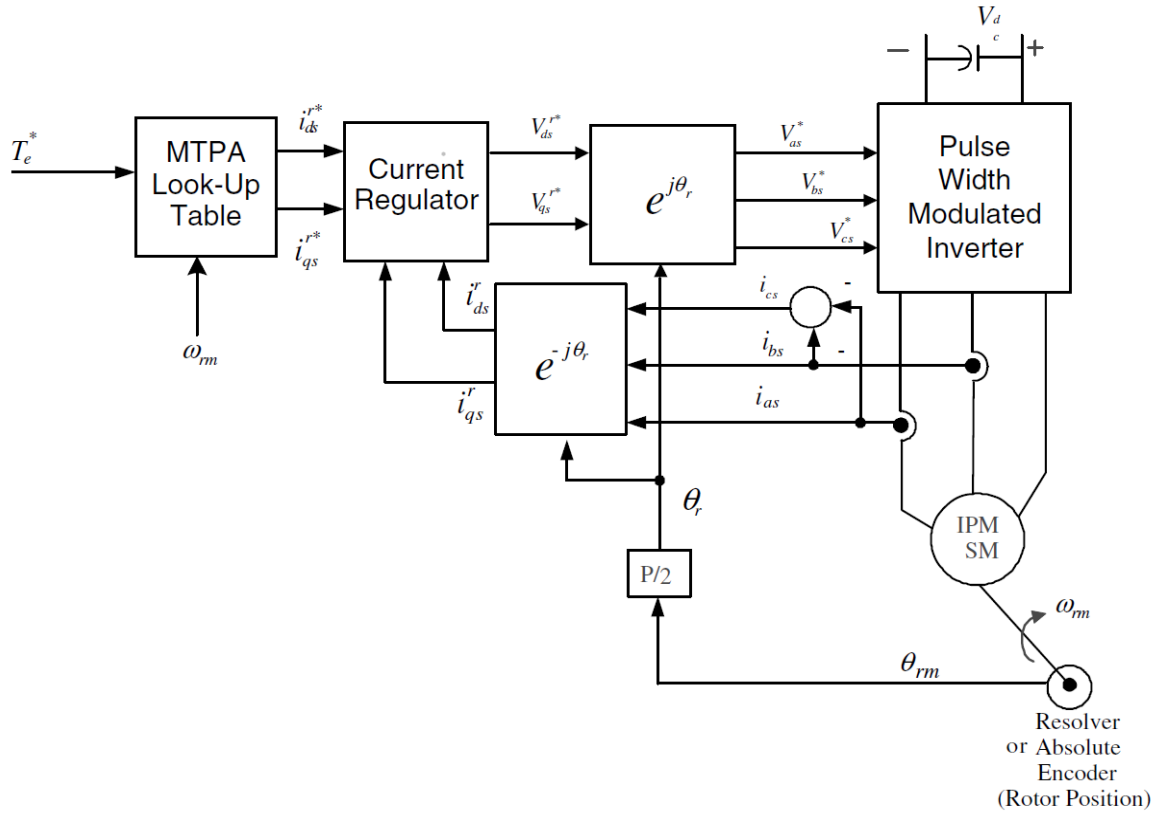 V_dc
− +
T_e^*
MTPA
Look-Up
Table
i_ds^r*
i_qs^r*
ω_rm
Current
Regulator
V_ds^r*
V_qs^r*
e^jθ_r
V_as^*
V_bs^*
V_cs^*
Pulse
Width
Modulated
Inverter
i_ds^r
i_qs^r
e^-jθ_r
i_cs
i_bs
i_as
-
-
θ_r
P/2
IPM
SM
ω_rm
θ_rm
Resolver
or Absolute
Encoder
(Rotor Position)